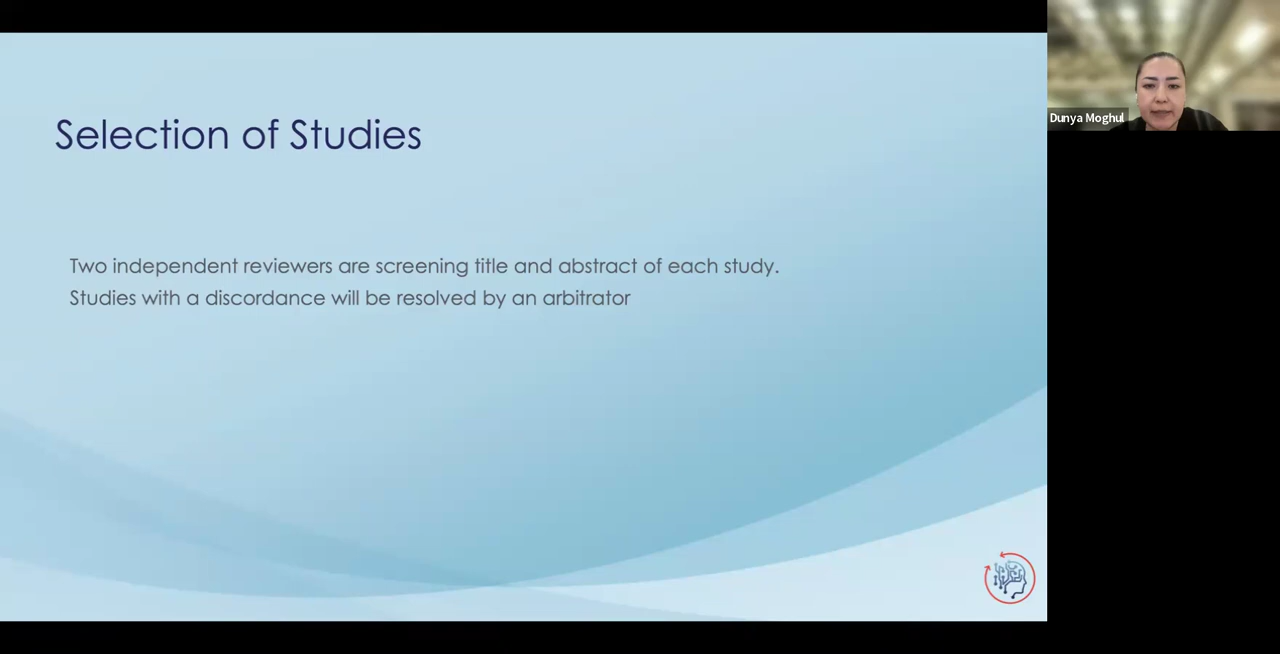 Selection of Studies
Two independent reviewers are screening title and abstract of each study.
Studies with a discordance will be resolved by an arbitrator
Dunya Moghul